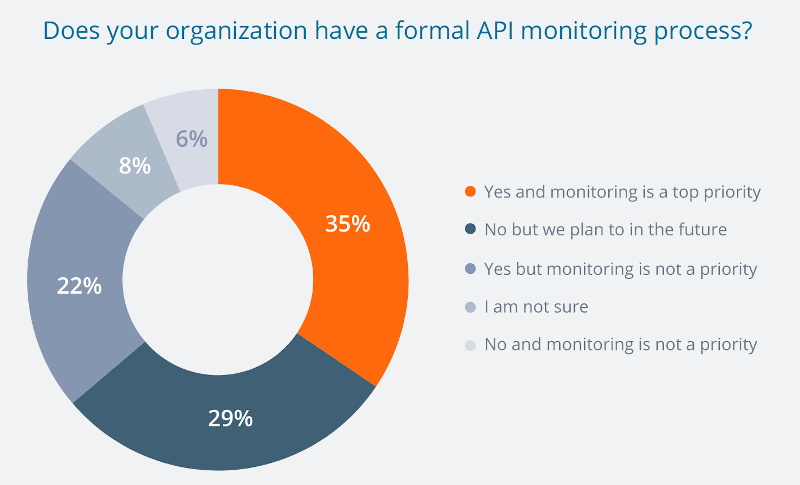 Does your organization have a formal API monitoring process?
6%
8%
35%
22%
29%
Yes and monitoring is a top priority
No but we plan to in the future
Yes but monitoring is not a priority
I am not sure
No and monitoring is not a priority